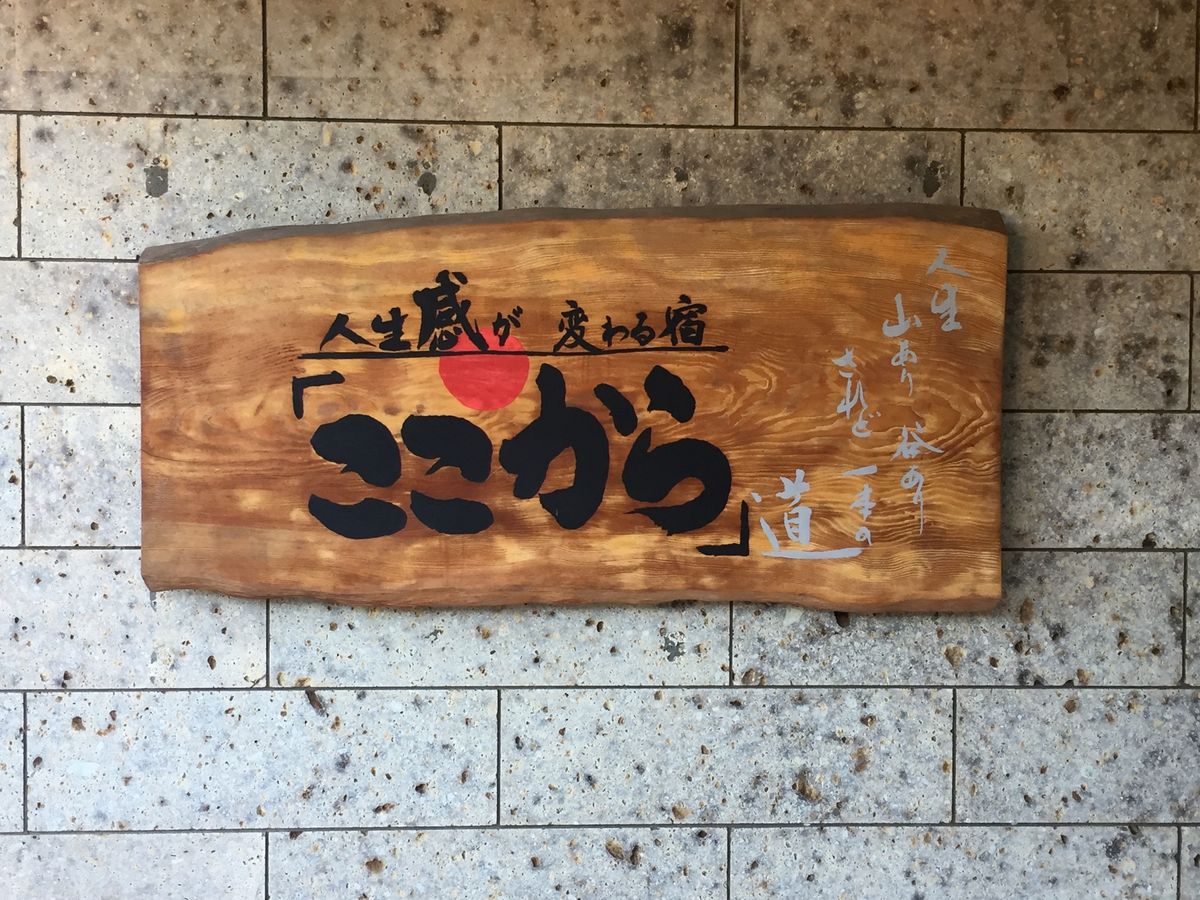 人生感が 変わる宿
「ここから」
人生
山あり 谷あり
されど 一本の
道